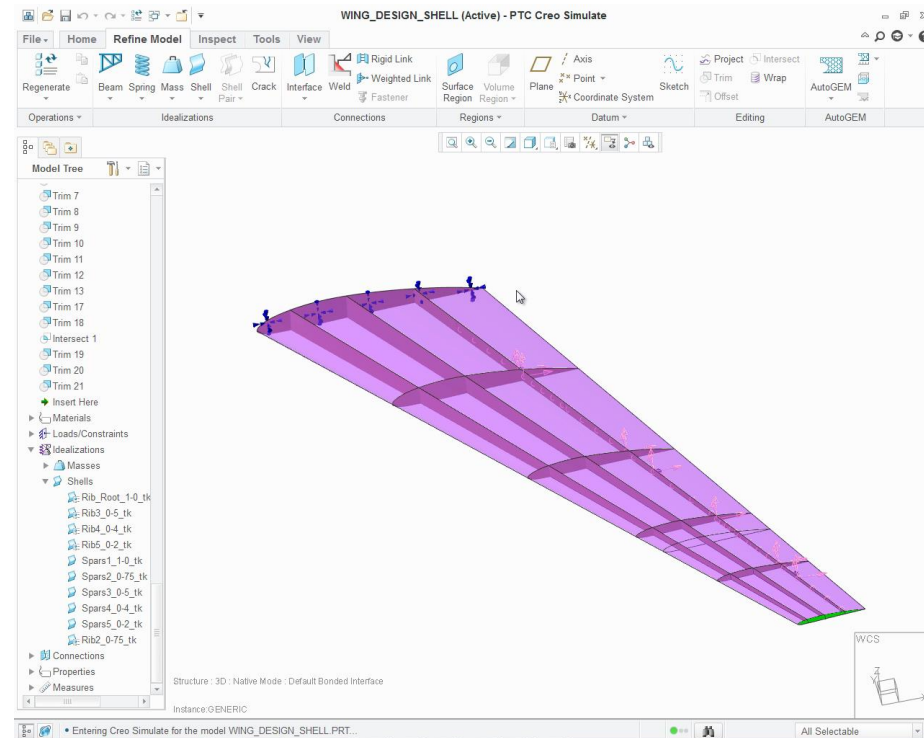 WING_DESIGN_SHELL (Active) - PTC Creo Simulate
File Home Refine Model Inspect Tools View
Regenerate Beam Spring Mass Shell Shell Pair Crack Interface Weld Rigid Link Weighted Link Fastener Surface Region Volume Region Plane Axis Point Coordinate System Sketch Project Intersect Trim Wrap Offset AutoGEM
Operations Idealizations Connections Regions Datum Editing AutoGEM
Model Tree
Trim 7
Trim 8
Trim 9
Trim 10
Trim 11
Trim 12
Trim 13
Trim 17
Trim 18
Intersect 1
Trim 19
Trim 20
Trim 21
Insert Here
Materials
Loads/Constraints
Idealizations
Masses
Shells
Rib_Root_1-0_tk
Rib3_0-5_tk
Rib4_0-4_tk
Rib5_0-2_tk
Spars1_1-0_tk
Spars2_0-75_tk
Spars3_0-5_tk
Spars4_0-4_tk
Spars5_0-2_tk
Rib2_0-75_tk
Connections
Properties
Measures
WCS
Z
Y
Structure : 3D : Native Mode : Default Bonded Interface
Instance:GENERIC
• Entering Creo Simulate for the model WING_DESIGN_SHELL.PRT...
All Selectable